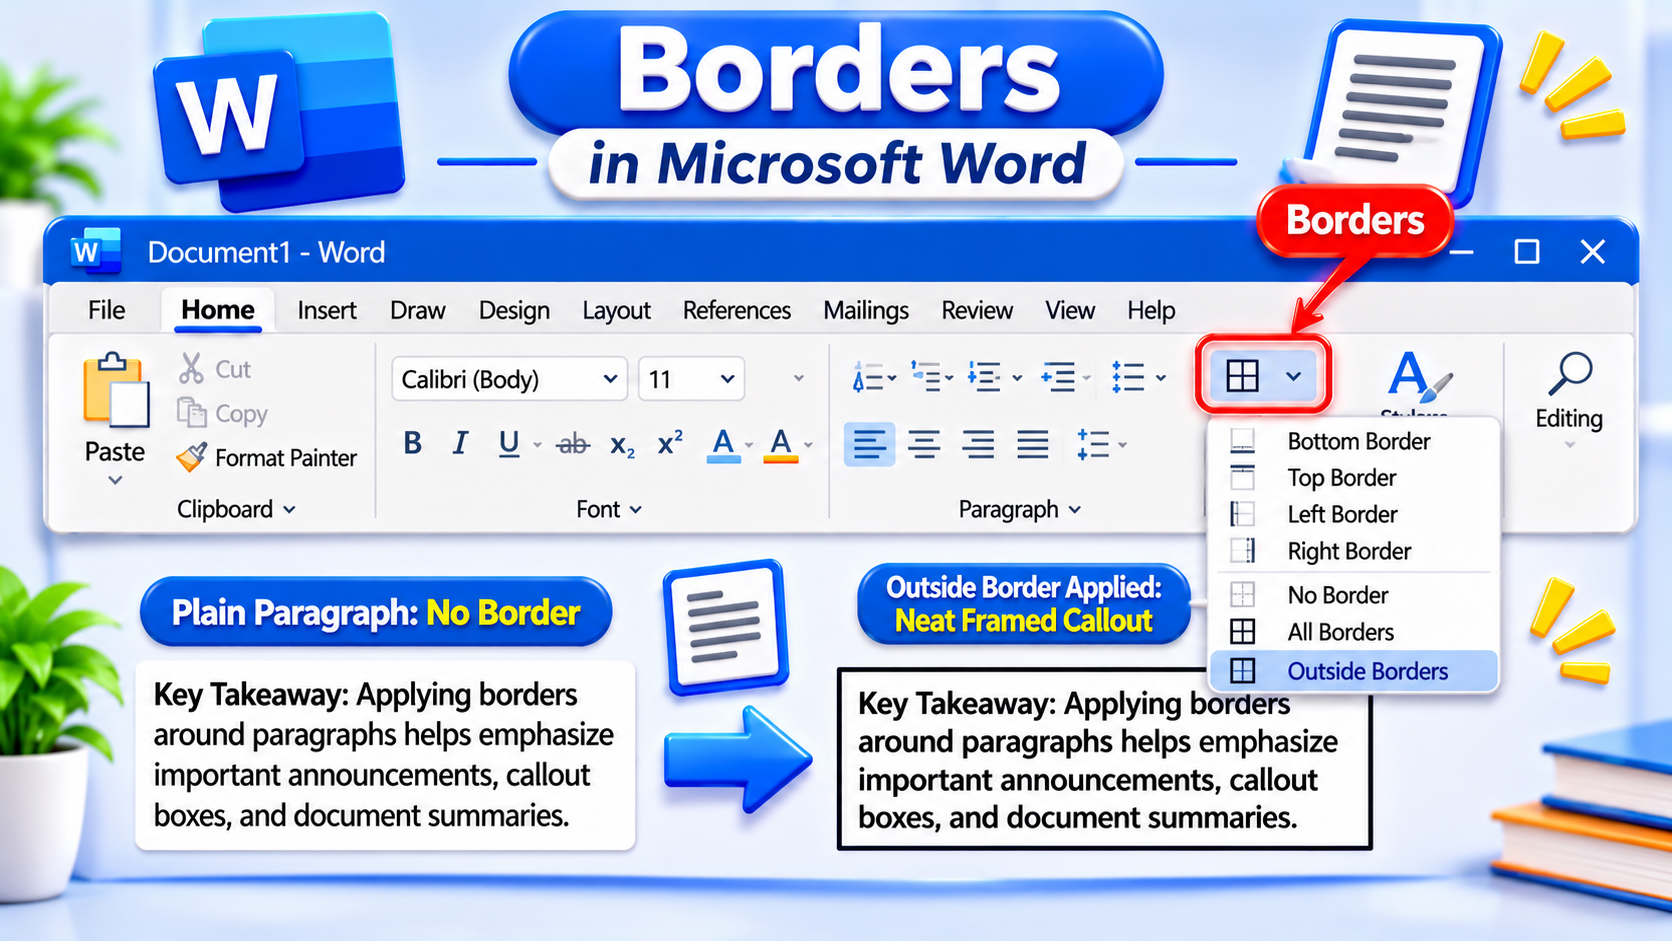 W
Borders
in Microsoft Word
Borders
W Document1 - Word
File Home Insert Draw Design Layout References Mailings Review View Help
Cut
Copy
Paste
Format Painter
Clipboard
Calibri (Body) 11
B I U ab x₂ x² A A
Font
Paragraph
A
Editing
Bottom Border
Top Border
Left Border
Right Border
No Border
All Borders
Outside Borders
Plain Paragraph: No Border
Key Takeaway: Applying borders
around paragraphs helps emphasize
important announcements, callout
boxes, and document summaries.
Outside Border Applied:
Neat Framed Callout
Key Takeaway: Applying borders
around paragraphs helps emphasize
important announcements, callout
boxes, and document summaries.